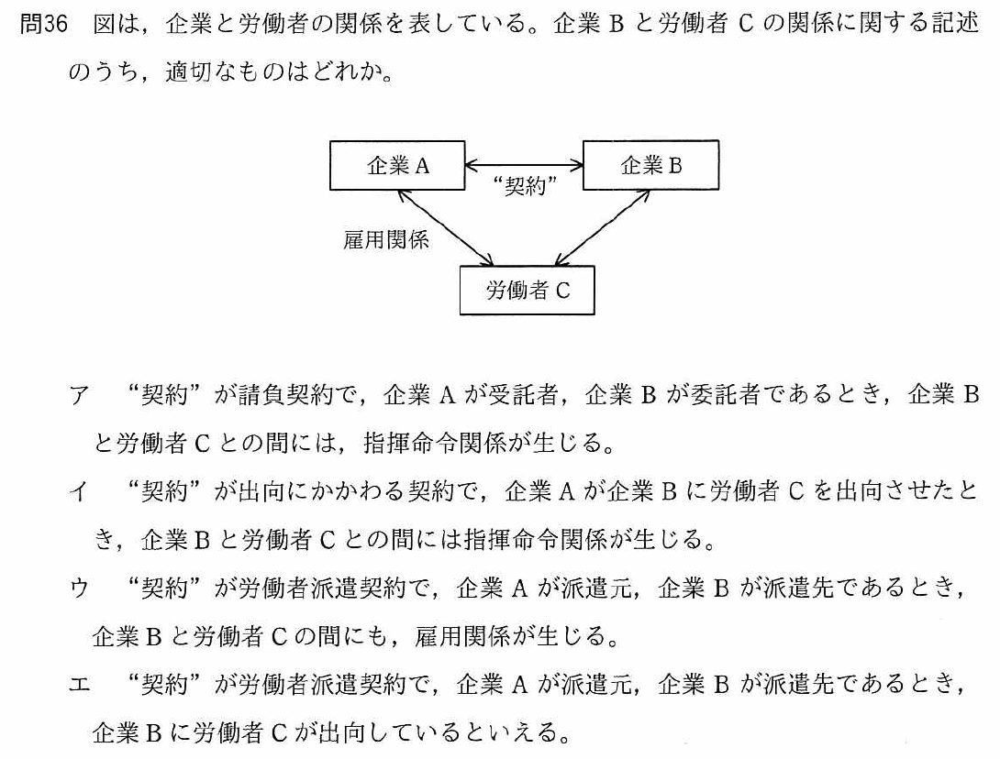 問36 図は，企業と労働者の関係を表している。企業 B と労働者 C の関係に関する記述
のうち，適切なものはどれか。
企業 A
企業 B
“契約”
雇用関係
労働者 C
ア “契約”が請負契約で，企業 A が受託者，企業 B が委託者であるとき，企業 B
と労働者 C との間には，指揮命令関係が生じる。
イ “契約”が出向にかかわる契約で，企業 A が企業 B に労働者 C を出向させたと
き，企業 B と労働者 C との間には指揮命令関係が生じる。
ウ “契約”が労働者派遣契約で，企業 A が派遣元，企業 B が派遣先であるとき，
企業 B と労働者 C の間にも，雇用関係が生じる。
エ “契約”が労働者派遣契約で，企業 A が派遣元，企業 B が派遣先であるとき，
企業 B に労働者 C が出向しているといえる。